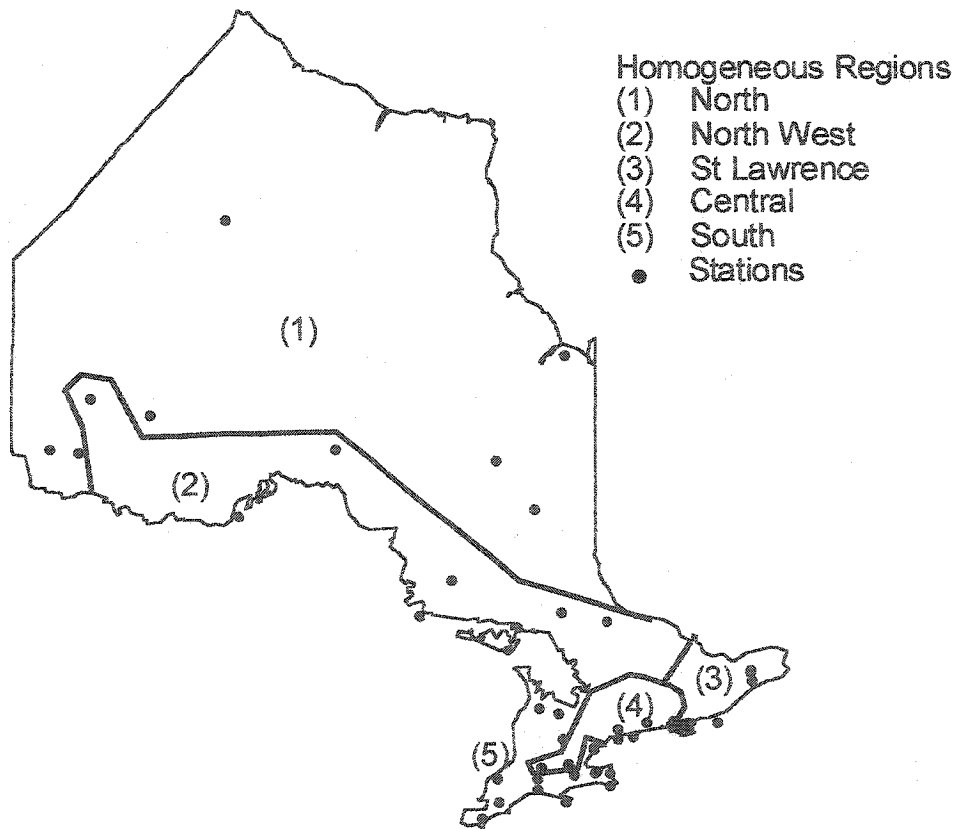 Homogeneous Regions
(1) North
(2) North West
(3) St Lawrence
(4) Central
(5) South
Stations
(1)
(2)
(3)
(4)
(5)